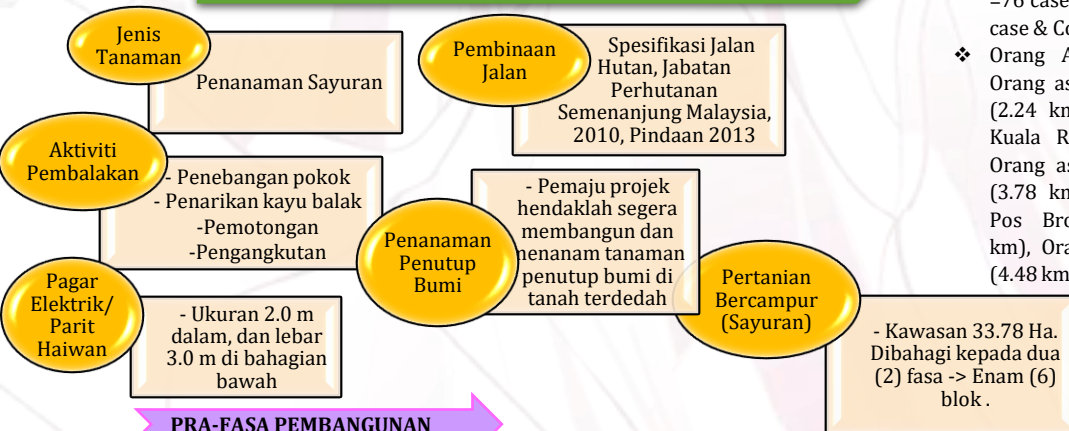 Jenis
Tanaman
Penanaman Sayuran
Pembinaan
Jalan
Spesifikasi Jalan
Hutan, Jabatan
Perhutanan
Semenanjung Malaysia,
2010, Pindaan 2013
Aktiviti
Pembalakan
- Penebangan pokok
- Penarikan kayu balak
-Pemotongan
-Pengangkutan
Penanaman
Penutup
Bumi
- Pemaju projek
hendaklah segera
membangun dan
menanam tanaman
penutup bumi di
tanah terdedah
Pagar
Elektrik/
Parit
Haiwan
- Ukuran 2.0 m
dalam, dan lebar
3.0 m di bahagian
bawah
Pertanian
Bercampur
(Sayuran)
- Kawasan 33.78 Ha.
Dibahagi kepada dua
(2) fasa -> Enam (6)
blok .
PRA-FASA PEMBANGUNAN
=76 case
case & Co
❖ Orang A
Orang as
(2.24 km
Kuala R
Orang as
(3.78 km
Pos Bro
km), Ora
(4.48 km